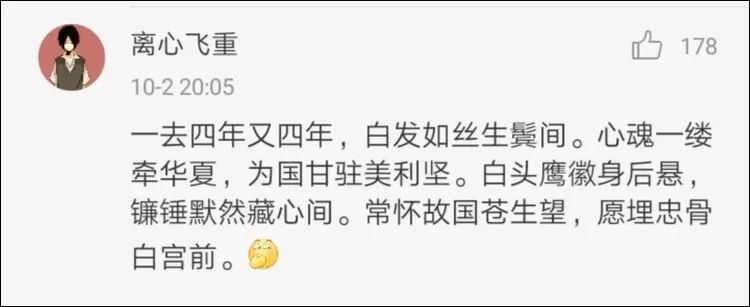 离心飞重
178
10-2 20:05
一去四年又四年，白发如丝生鬓间。心魂一缕
牵华夏，为国甘驻美利坚。白头鹰徽身后悬，
镰锤默然藏心间。常怀故国苍生望，愿埋忠骨
白宫前。